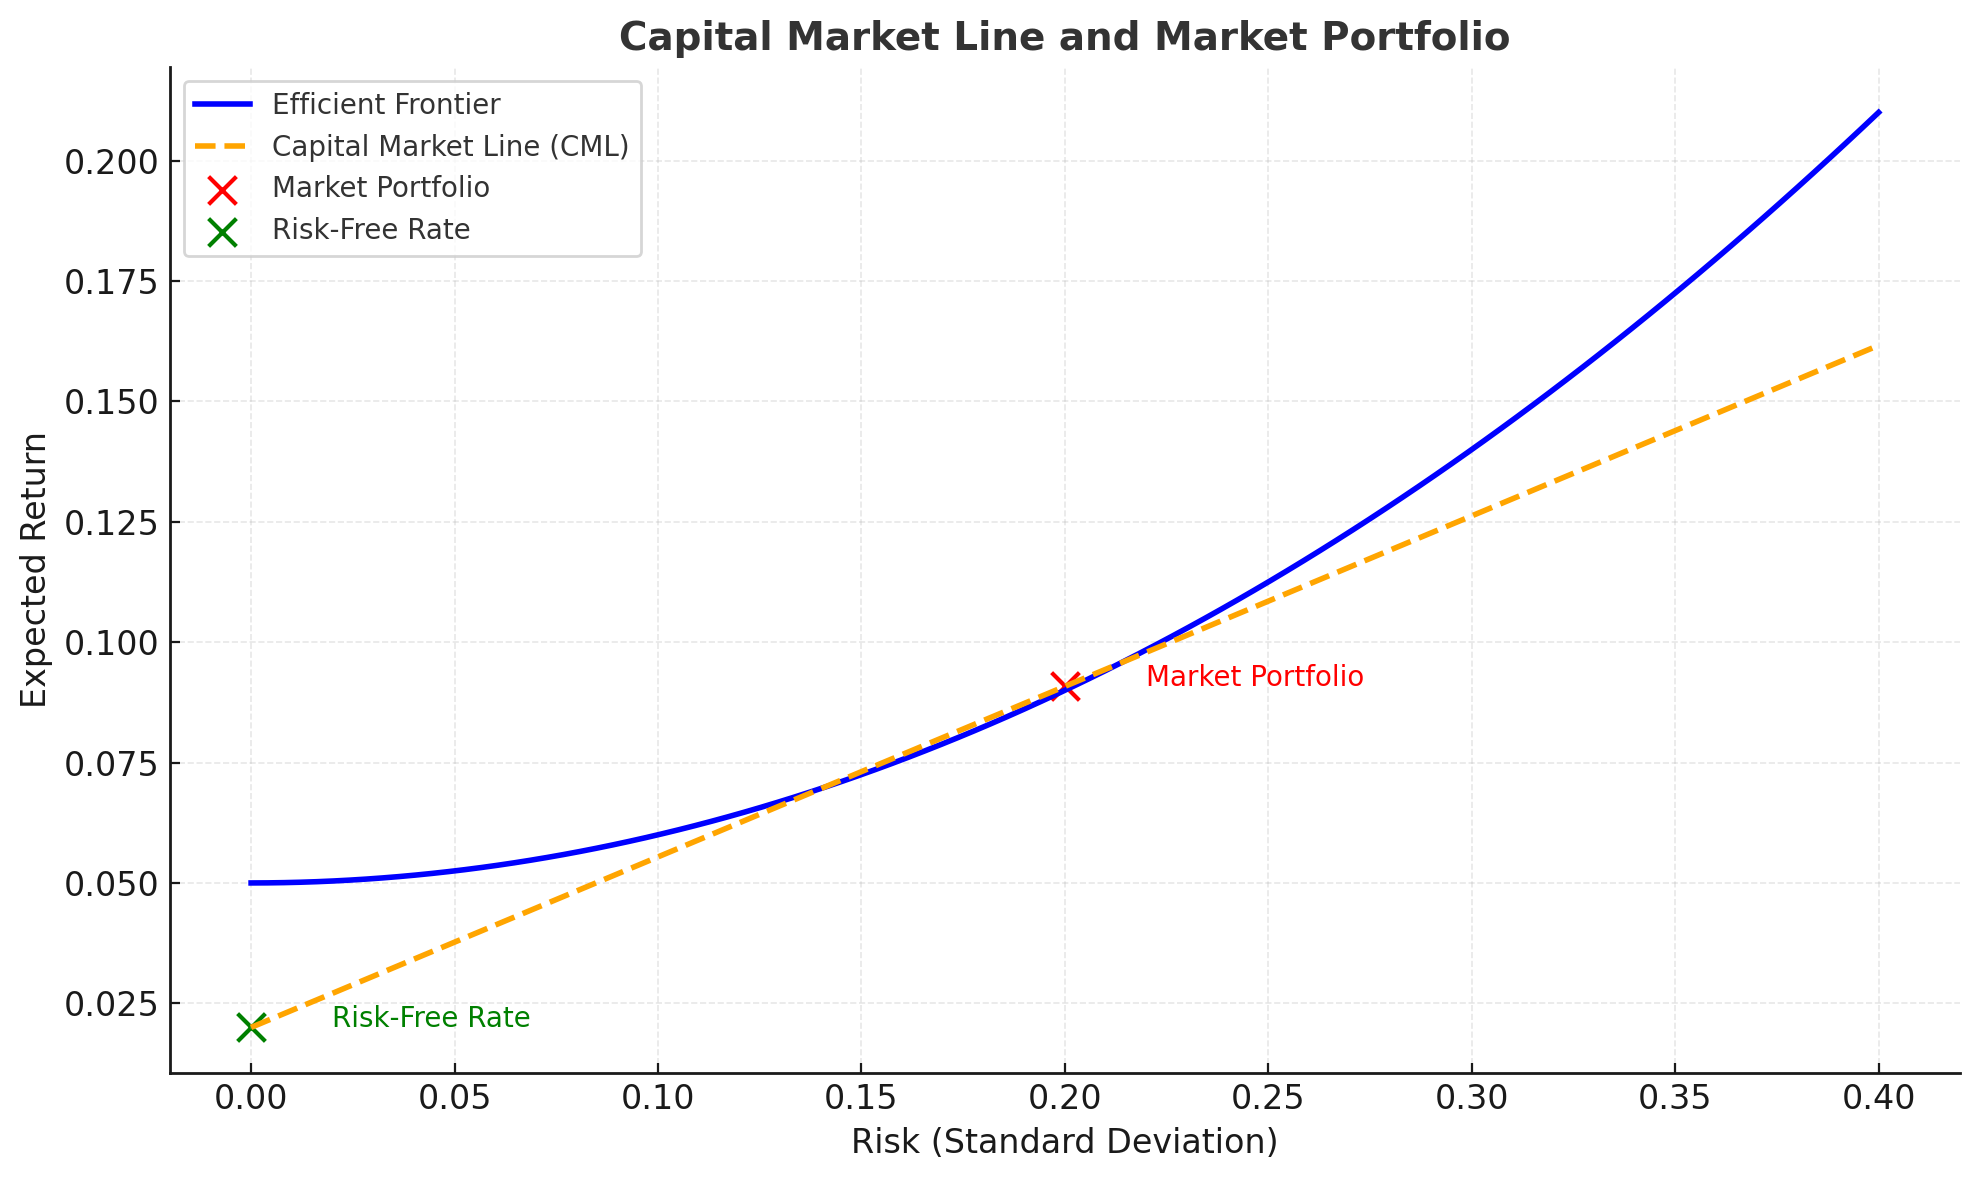 Capital Market Line and Market Portfolio
Efficient Frontier
Capital Market Line (CML)
Market Portfolio
Risk-Free Rate
Expected Return
0.200
0.175
0.150
0.125
0.100
0.075
0.050
0.025
Market Portfolio
Risk-Free Rate
0.00 0.05 0.10 0.15 0.20 0.25 0.30 0.35 0.40
Risk (Standard Deviation)